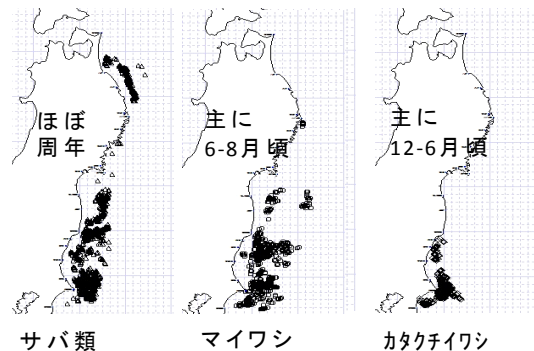 ほぼ
周年
主に
6-8月頃
主に
12-6月頃
サバ類
マイワシ
カタクチイワシ